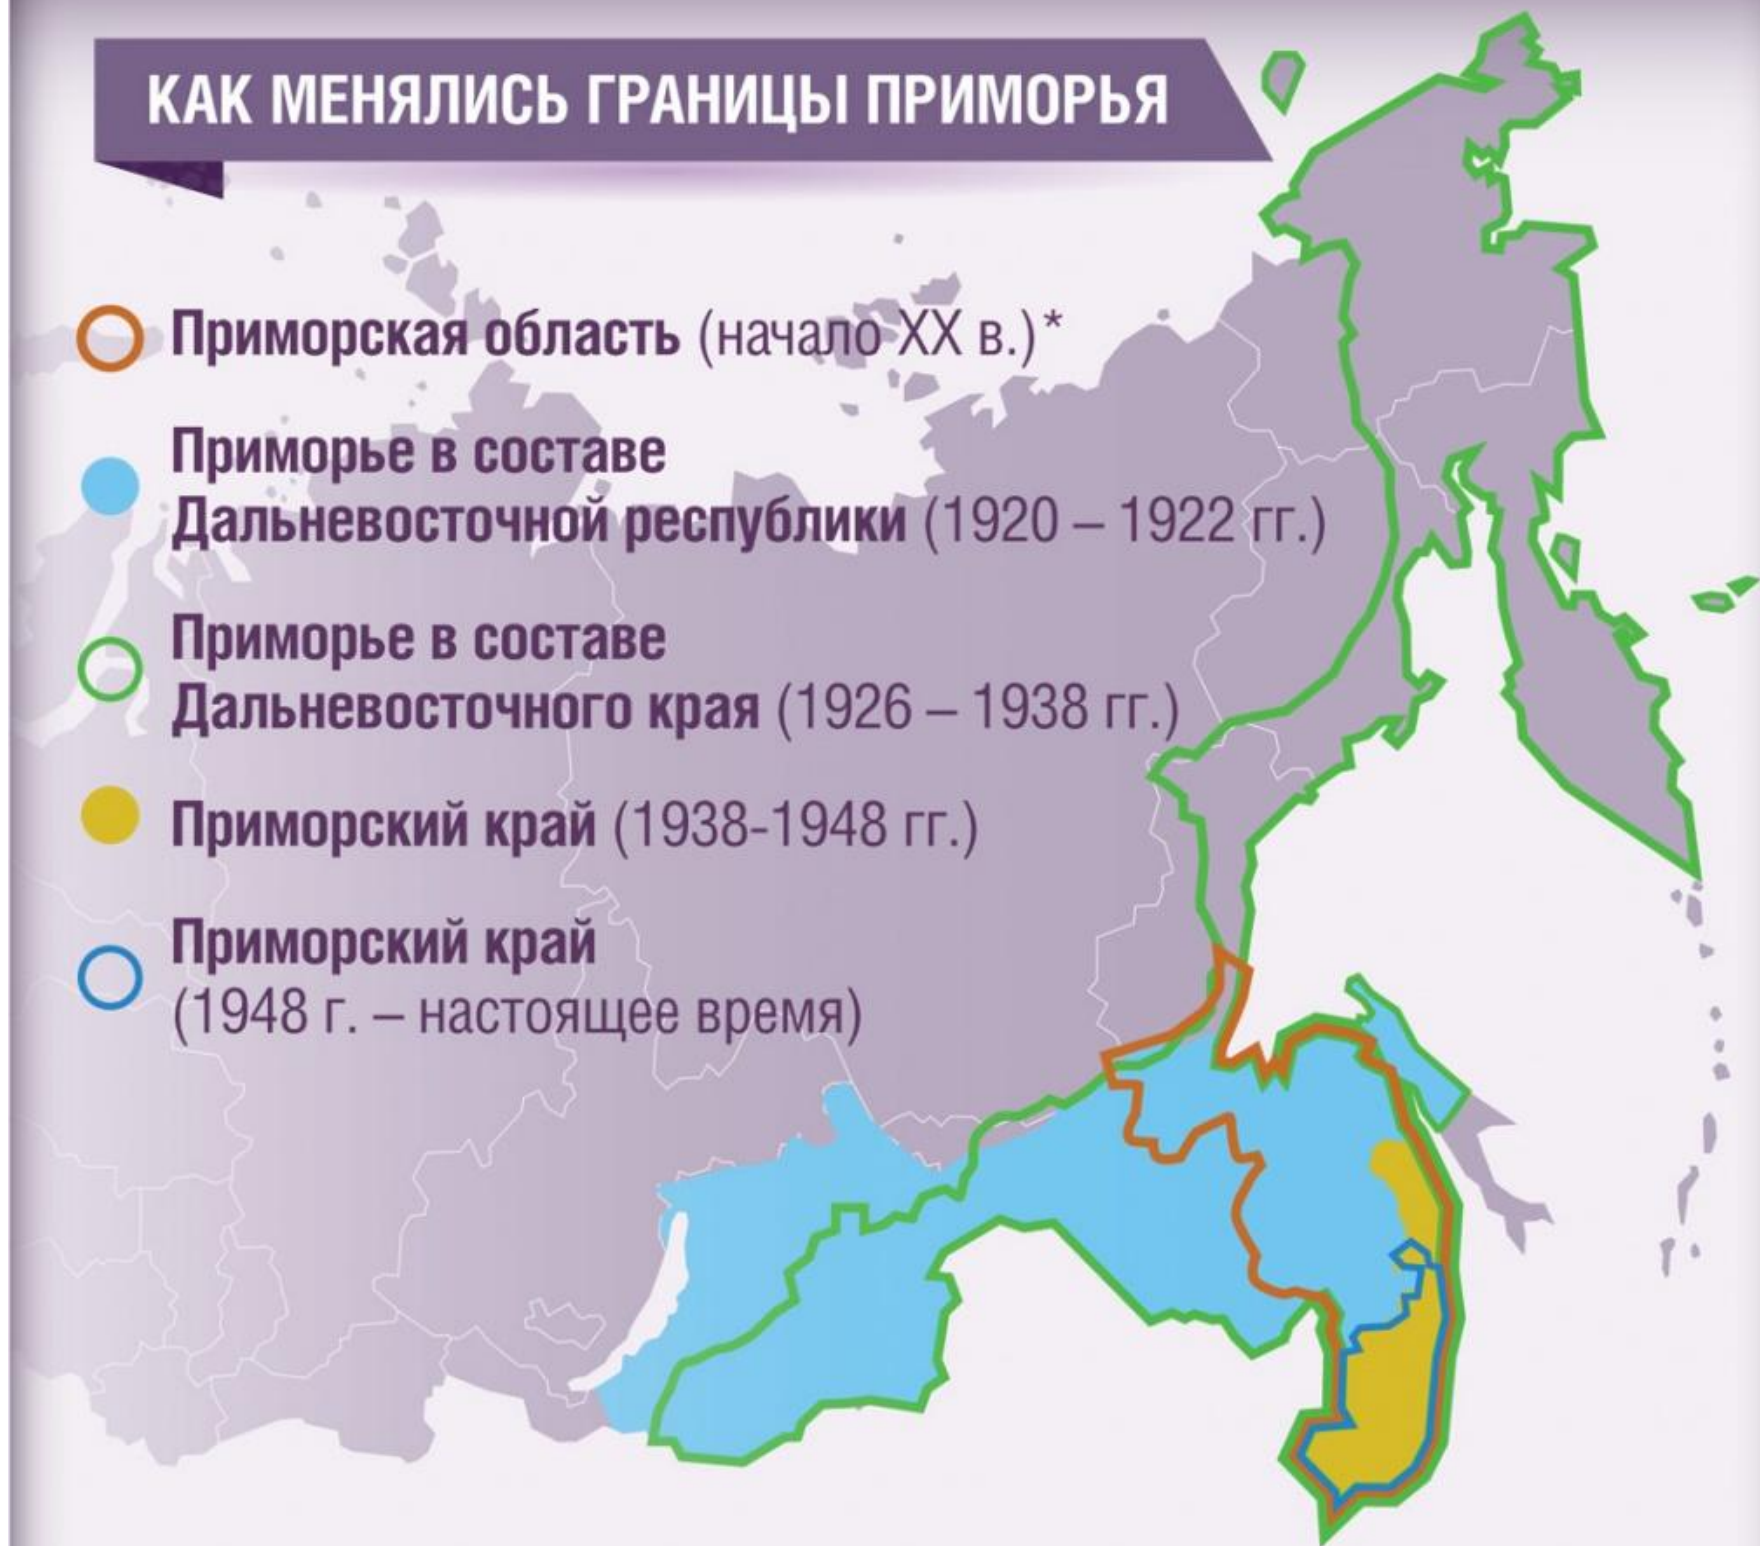 КАК МЕНЯЛИСЬ ГРАНИЦЫ ПРИМОРЬЯ
Приморская область (начало XX в.)*
Приморье в составе
Дальневосточной республики (1920 – 1922 гг.)
Приморье в составе
Дальневосточного края (1926 – 1938 гг.)
Приморский край (1938-1948 гг.)
Приморский край
(1948 г. – настоящее время)